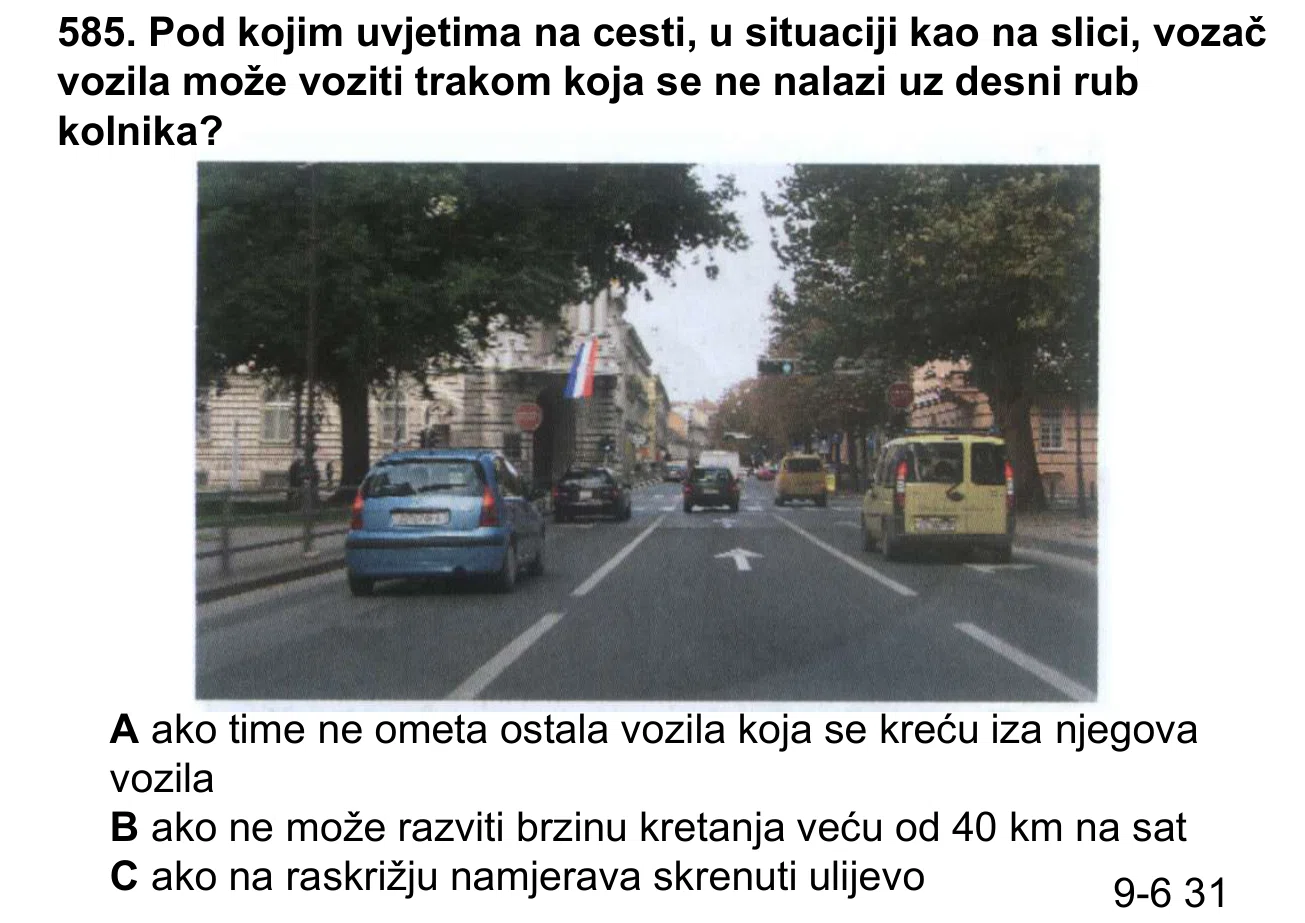 585. Pod kojim uvjetima na cesti, u situaciji kao na slici, vozač
vozila može voziti trakom koja se ne nalazi uz desni rub
kolnika?
A ako time ne ometa ostala vozila koja se kreću iza njegova
vozila
B ako ne može razviti brzinu kretanja veću od 40 km na sat
C ako na raskrižju namjerava skrenuti ulijevo
9-6 31